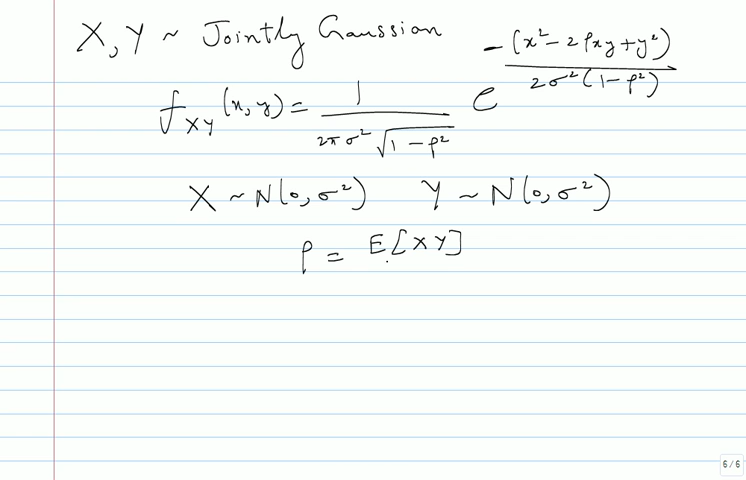 X, Y ~ Jointly Gaussian
f_XY(x, y) = 1 / (2πσ² √(1 − ρ²)) e^(−(x² − 2ρxy + y²) / (2σ²(1 − ρ²)))
X ~ N(0, σ²) Y ~ N(0, σ²)
ρ = E[XY]
6 / 6